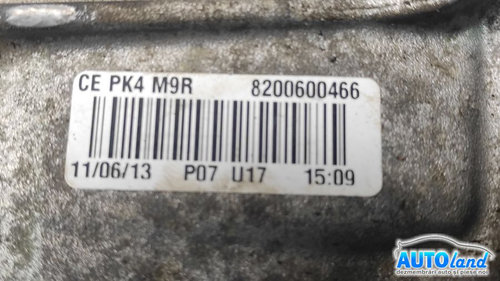 CE PK4 M9R 8200600466
11/06/13 P07 U17 15:09
AUTOland
dezmembrări auto și piese noi